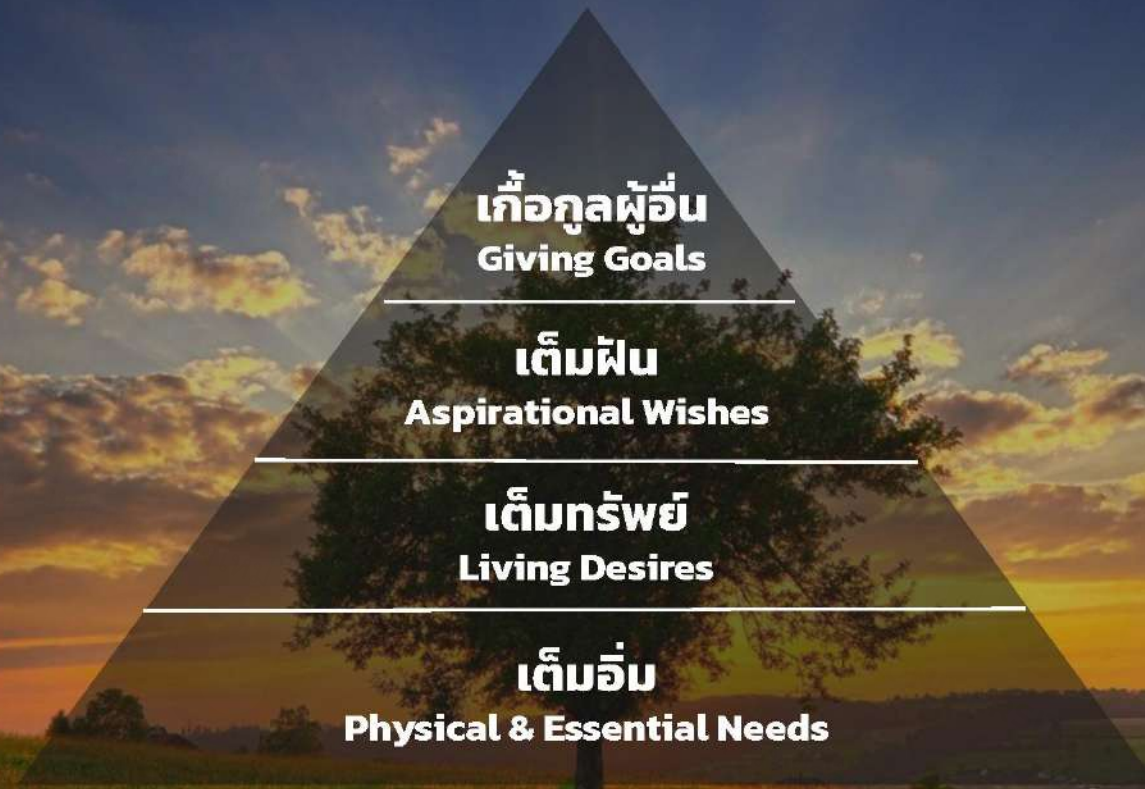 เกื้อกูลผู้อื่น
Giving Goals
เต็มฝัน
Aspirational Wishes
เต็มทรัพย์
Living Desires
เต็มอิ่ม
Physical & Essential Needs